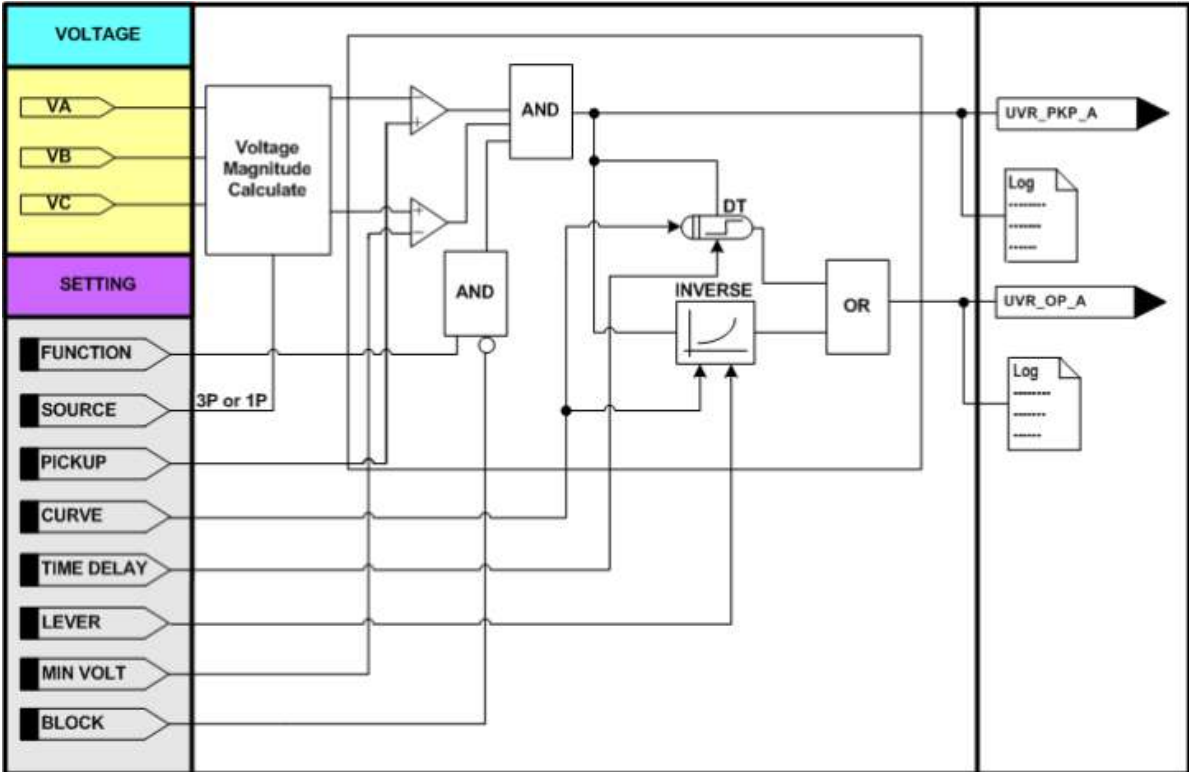 VOLTAGE
VA
VB
VC
Voltage
Magnitude
Calculate
AND
UVR_PKP_A
Log
DT
SETTING
AND
INVERSE
OR
UVR_OP_A
Log
FUNCTION
SOURCE
3P or 1P
PICKUP
CURVE
TIME DELAY
LEVER
MIN VOLT
BLOCK